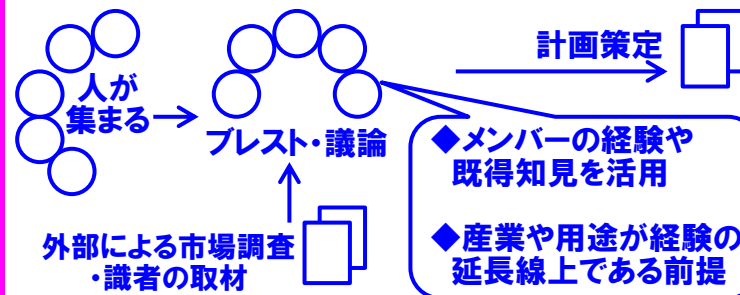 人が
集まる
ブレスト・議論
計画策定
外部による市場調査
・識者の取材
◆メンバーの経験や
既得知見を活用
◆産業や用途が経験の
延長線上である前提